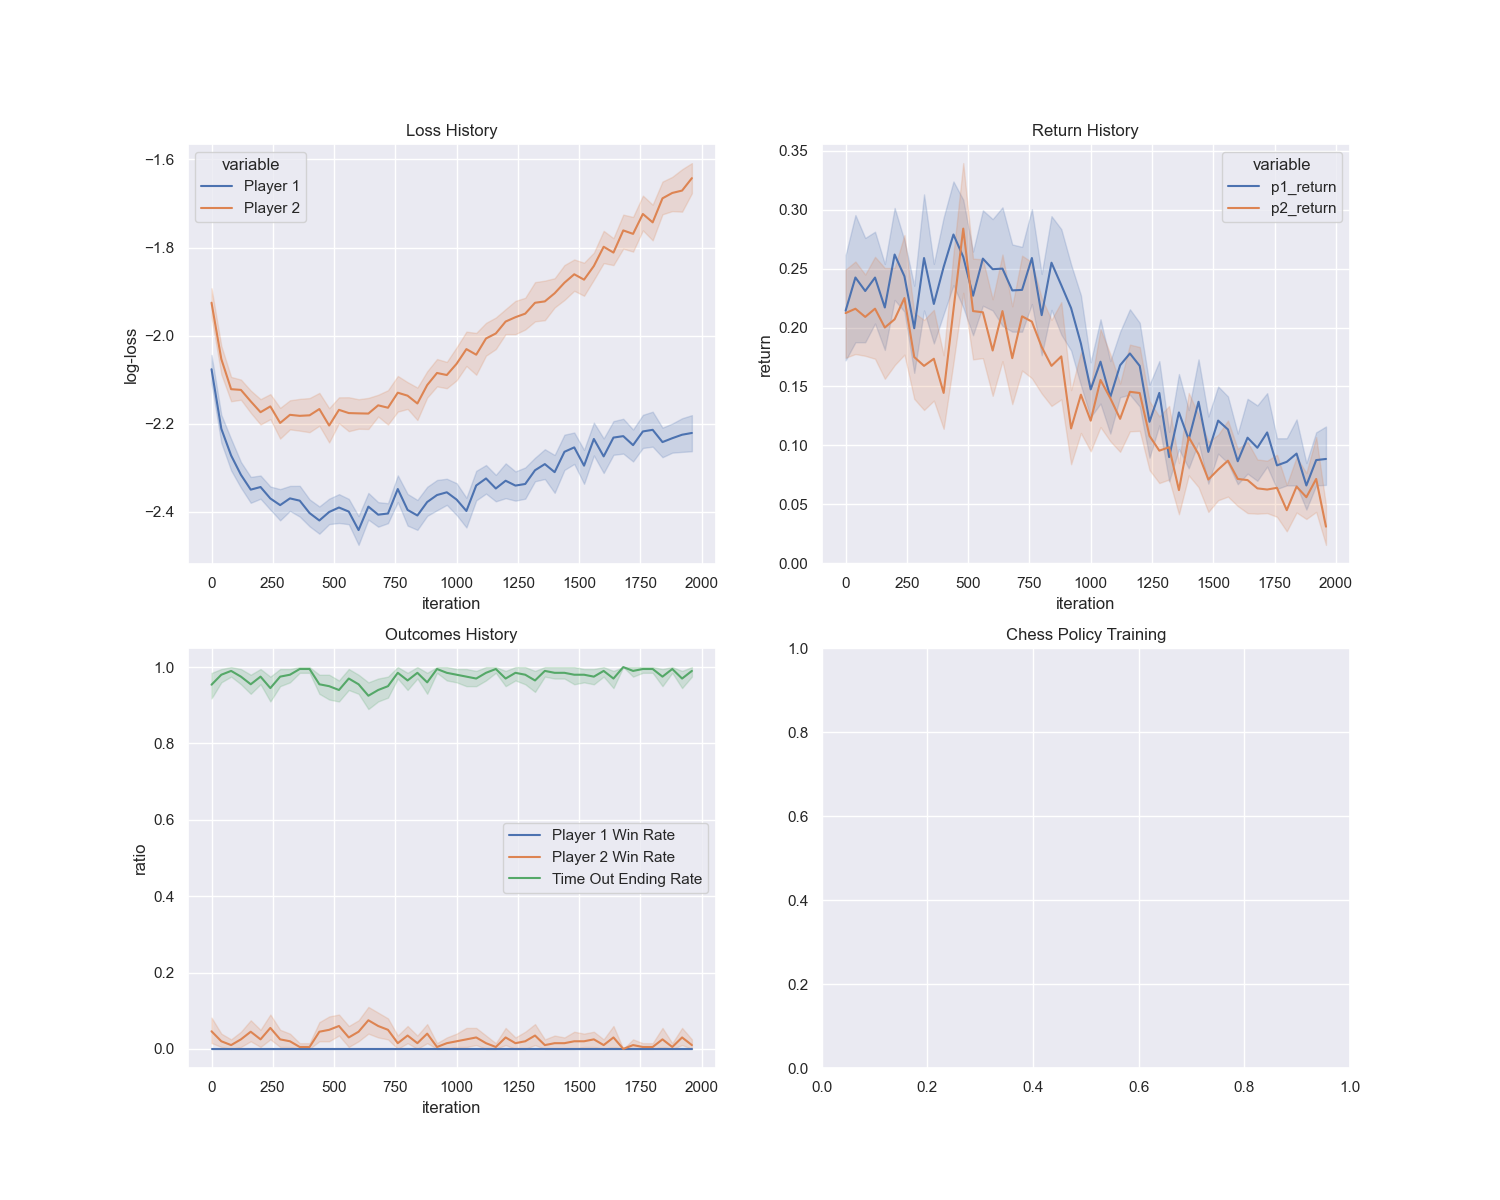 Loss History
variable
Player 1
Player 2
−1.6
−1.8
−2.0
−2.2
−2.4
log-loss
0 250 500 750 1000 1250 1500 1750 2000
iteration
Return History
variable
p1_return
p2_return
0.35
0.30
0.25
0.20
0.15
0.10
0.05
0.00
return
0 250 500 750 1000 1250 1500 1750 2000
iteration
Outcomes History
1.0
0.8
0.6
0.4
0.2
0.0
ratio
Player 1 Win Rate
Player 2 Win Rate
Time Out Ending Rate
0 250 500 750 1000 1250 1500 1750 2000
iteration
Chess Policy Training
1.0
0.8
0.6
0.4
0.2
0.0
0.0 0.2 0.4 0.6 0.8 1.0